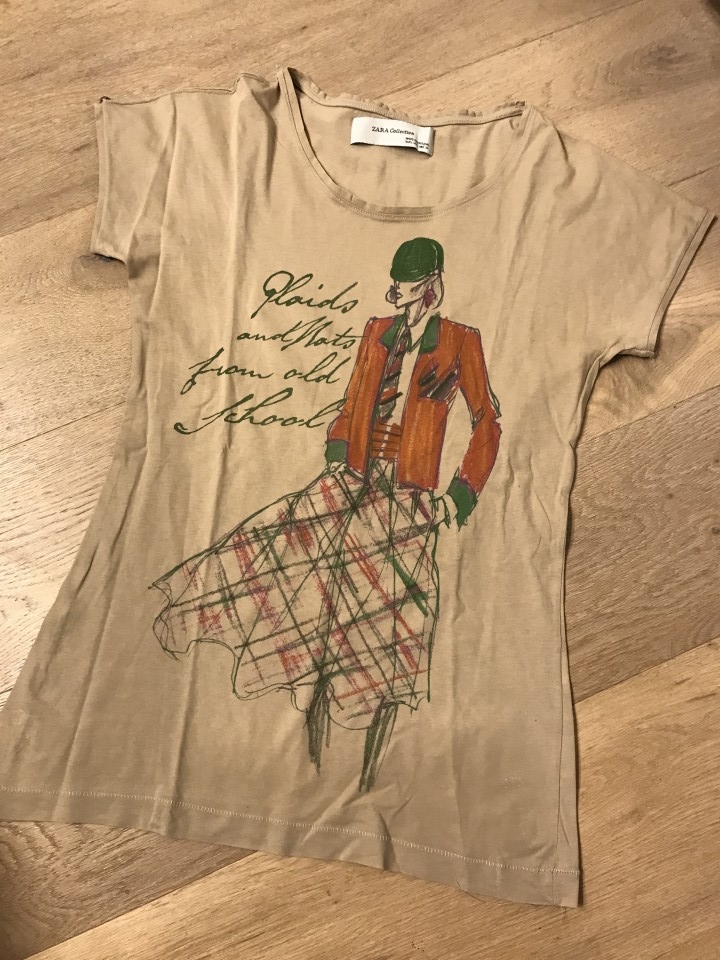 ZARA Collection
Plaids
and Hats
from old
School